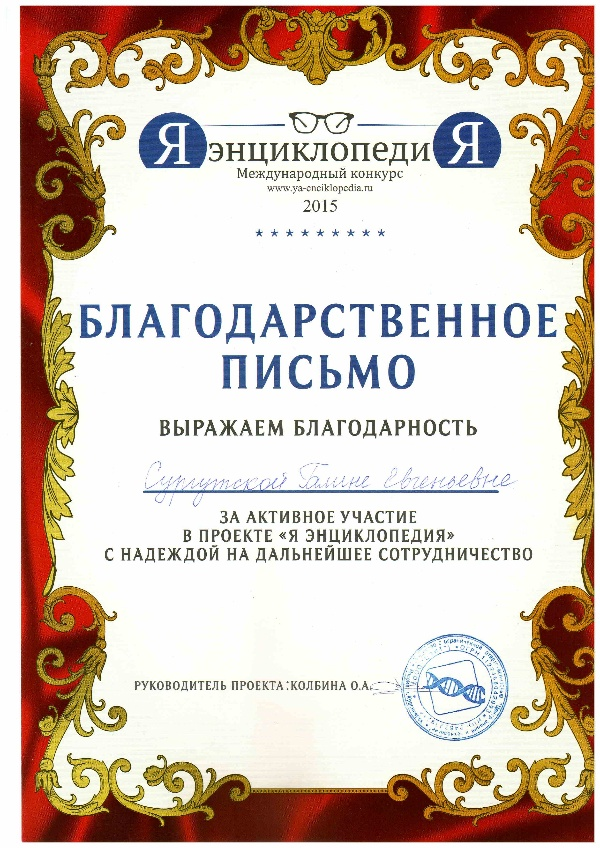 Я ЭНЦИКЛОПЕДИ Я
Международный конкурс
www.ya-enciklopedia.ru
2015
БЛАГОДАРСТВЕННОЕ
ПИСЬМО
ВЫРАЖАЕМ БЛАГОДАРНОСТЬ
Сургутской Галине Евгеньевне
ЗА АКТИВНОЕ УЧАСТИЕ
В ПРОЕКТЕ «Я ЭНЦИКЛОПЕДИЯ»
С НАДЕЖДОЙ НА ДАЛЬНЕЙШЕЕ СОТРУДНИЧЕСТВО
РУКОВОДИТЕЛЬ ПРОЕКТА:КОЛБИНА О.А.